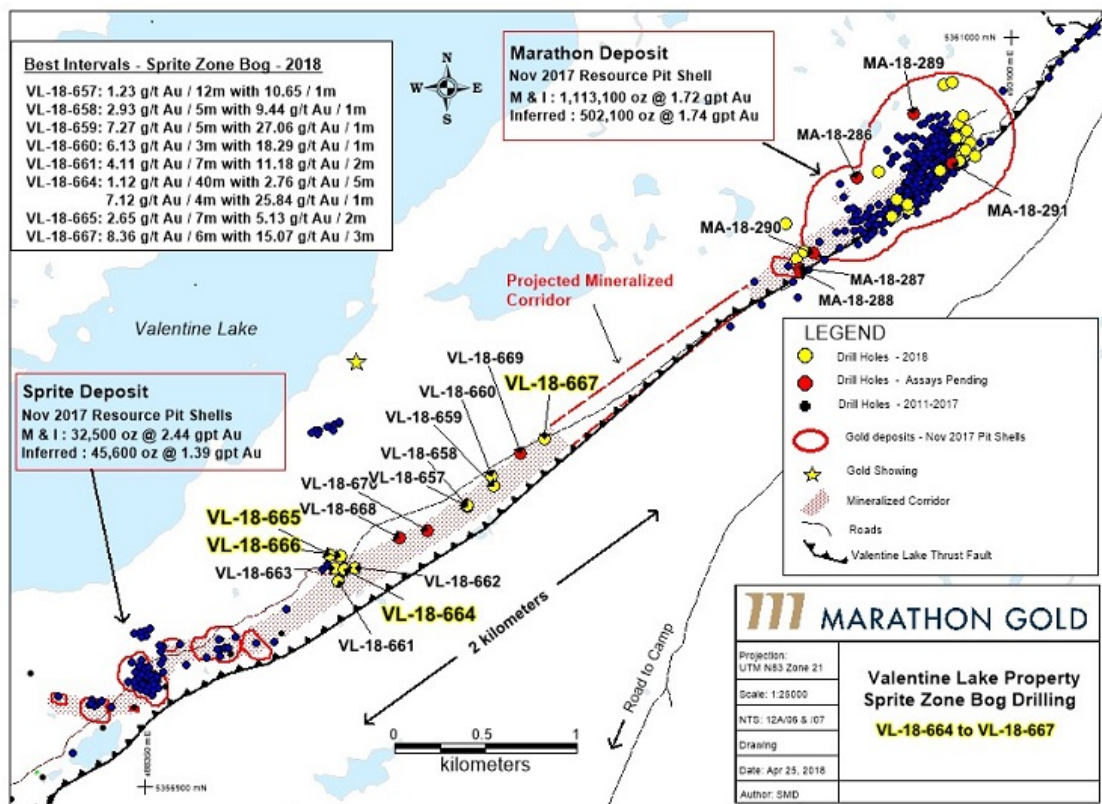 Best Intervals - Sprite Zone Bog - 2018
VL-18-657: 1.23 g/t Au / 12m with 10.65 / 1m
VL-18-658: 2.93 g/t Au / 5m with 9.44 g/t Au / 1m
VL-18-659: 7.27 g/t Au / 5m with 27.06 g/t Au / 1m
VL-18-660: 6.13 g/t Au / 3m with 18.29 g/t Au / 1m
VL-18-661: 4.11 g/t Au / 7m with 11.18 g/t Au / 2m
VL-18-664: 1.12 g/t Au / 40m with 2.76 g/t Au / 5m
7.12 g/t Au / 4m with 25.84 g/t Au / 1m
VL-18-665: 2.65 g/t Au / 7m with 5.13 g/t Au / 2m
VL-18-667: 8.36 g/t Au / 6m with 15.07 g/t Au / 3m
N
W
E
S
Marathon Deposit
Nov 2017 Resource Pit Shell
M & I : 1,113,100 oz @ 1.72 gpt Au
Inferred : 502,100 oz @ 1.74 gpt Au
5361000 mN
493100 mE
MA-18-289
MA-18-286
MA-18-291
MA-18-290
MA-18-287
MA-18-288
Projected Mineralized
Corridor
Valentine Lake
Sprite Deposit
Nov 2017 Resource Pit Shells
M & I : 32,500 oz @ 2.44 gpt Au
Inferred : 45,600 oz @ 1.39 gpt Au
VL-18-669
VL-18-667
VL-18-660
VL-18-659
VL-18-658
VL-18-657
VL-18-668
VL-18-665
VL-18-666
VL-18-663
VL-18-662
VL-18-664
VL-18-661
2 kilometers
Road to Camp
0
0.5
1
kilometers
488350 mE
5356900 mN
LEGEND
Drill Holes - 2018
Drill Holes - Assays Pending
Drill Holes - 2011-2017
Gold deposits - Nov 2017 Pit Shells
Gold Showing
Mineralized Corridor
Roads
Valentine Lake Thrust Fault
MARATHON GOLD
Projection:
UTM N83 Zone 21
Scale: 1:25000
NTS: 12A/06 & /07
Drawing
Date: Apr 25, 2018
Author: SMD
Valentine Lake Property
Sprite Zone Bog Drilling
VL-18-664 to VL-18-667